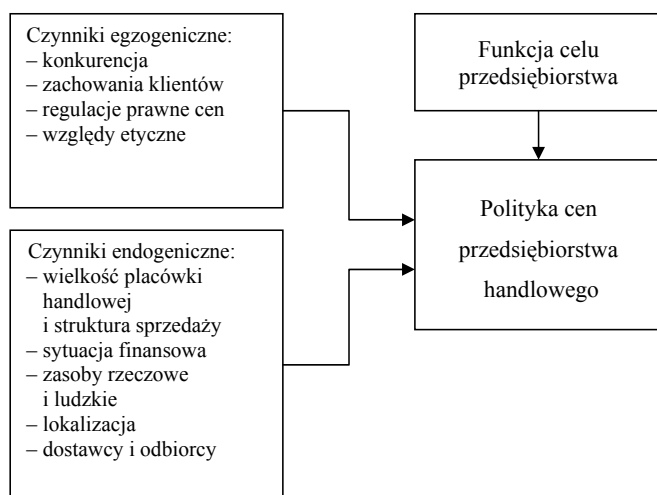 Czynniki egzogeniczne:
– konkurencja
– zachowania klientów
– regulacje prawne cen
– względy etyczne
Funkcja celu
przedsiębiorstwa
Polityka cen
przedsiębiorstwa
handlowego
Czynniki endogeniczne:
– wielkość placówki
handlowej
i struktura sprzedaży
– sytuacja finansowa
– zasoby rzeczowe
i ludzkie
– lokalizacja
– dostawcy i odbiorcy